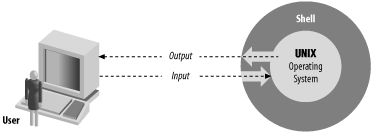 Shell
Output
UNIX
Operating
System
Input
User